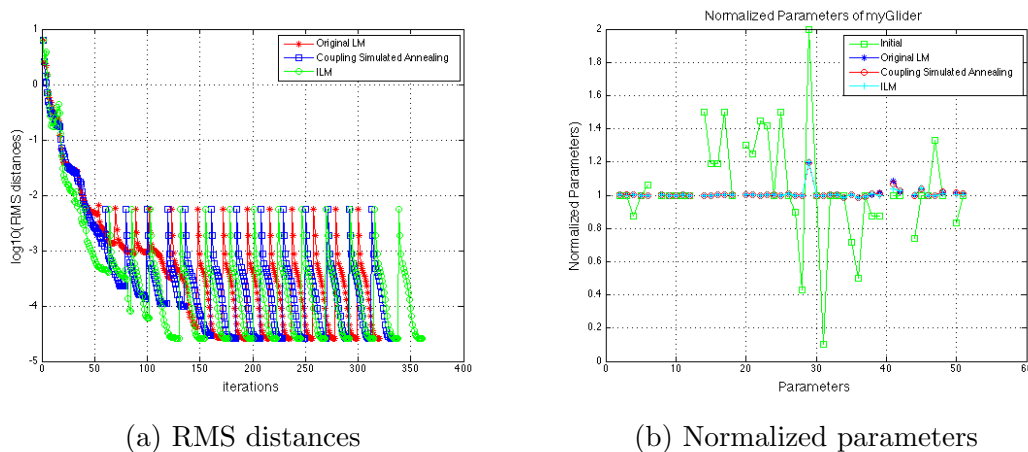 1
0
-1
-2
-3
-4
-5
log10(RMS distances)
Original LM
Coupling Simulated Annealing
ILM
0 50 100 150 200 250 300 350 400
iterations
(a) RMS distances
Normalized Parameters of myGlider
2
1.8
1.6
1.4
1.2
1
0.8
0.6
0.4
0.2
0
Normalized Parameters)
Initial
Original LM
Coupling Simulated Annealing
ILM
0 10 20 30 40 50 60
Parameters
(b) Normalized parameters